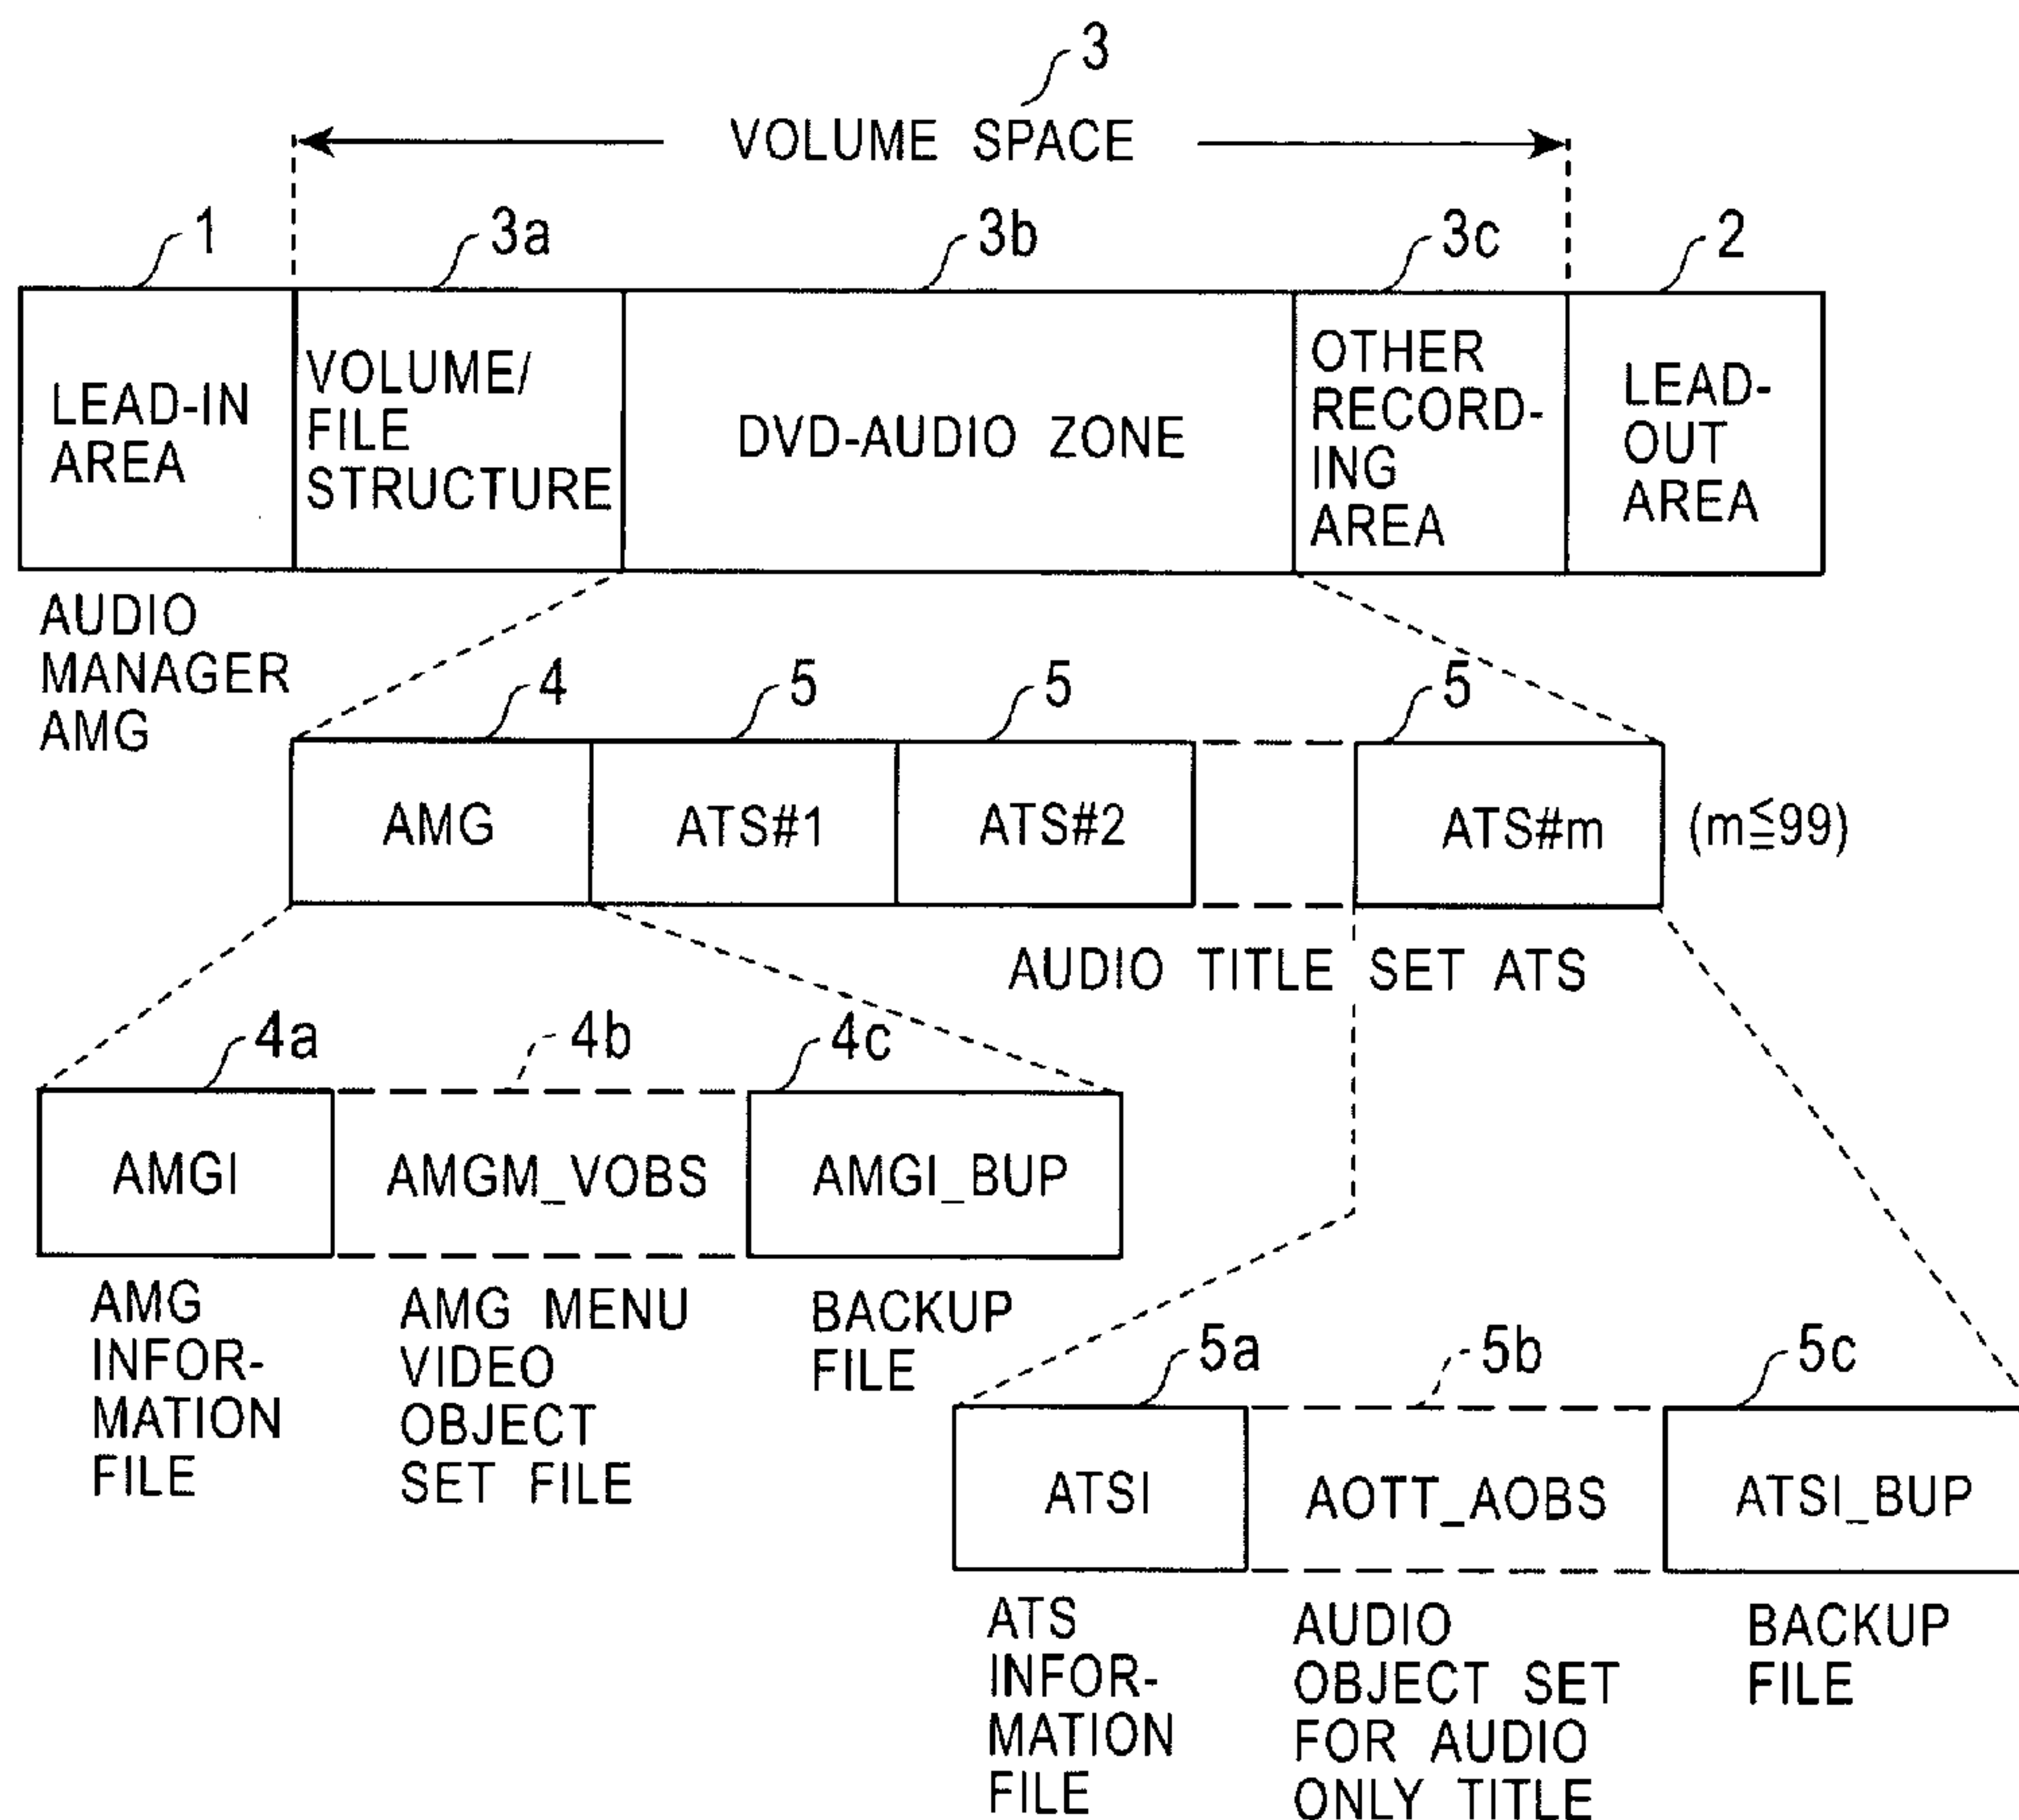 3
VOLUME SPACE
1
3a
3b
3c
2
LEAD-IN
AREA
VOLUME/
FILE
STRUCTURE
DVD-AUDIO ZONE
OTHER
RECORD-
ING
AREA
LEAD-
OUT
AREA
AUDIO
MANAGER
AMG
4
5
5
5
AMG
ATS#1
ATS#2
ATS#m
(m≦99)
AUDIO TITLE SET ATS
4a
4b
4c
AMGI
AMGM_VOBS
AMGI_BUP
AMG
INFOR-
MATION
FILE
AMG MENU
VIDEO
OBJECT
SET FILE
BACKUP
FILE
5a
5b
5c
ATSI
AOTT_AOBS
ATSI_BUP
ATS
INFOR-
MATION
FILE
AUDIO
OBJECT SET
FOR AUDIO
ONLY TITLE
BACKUP
FILE